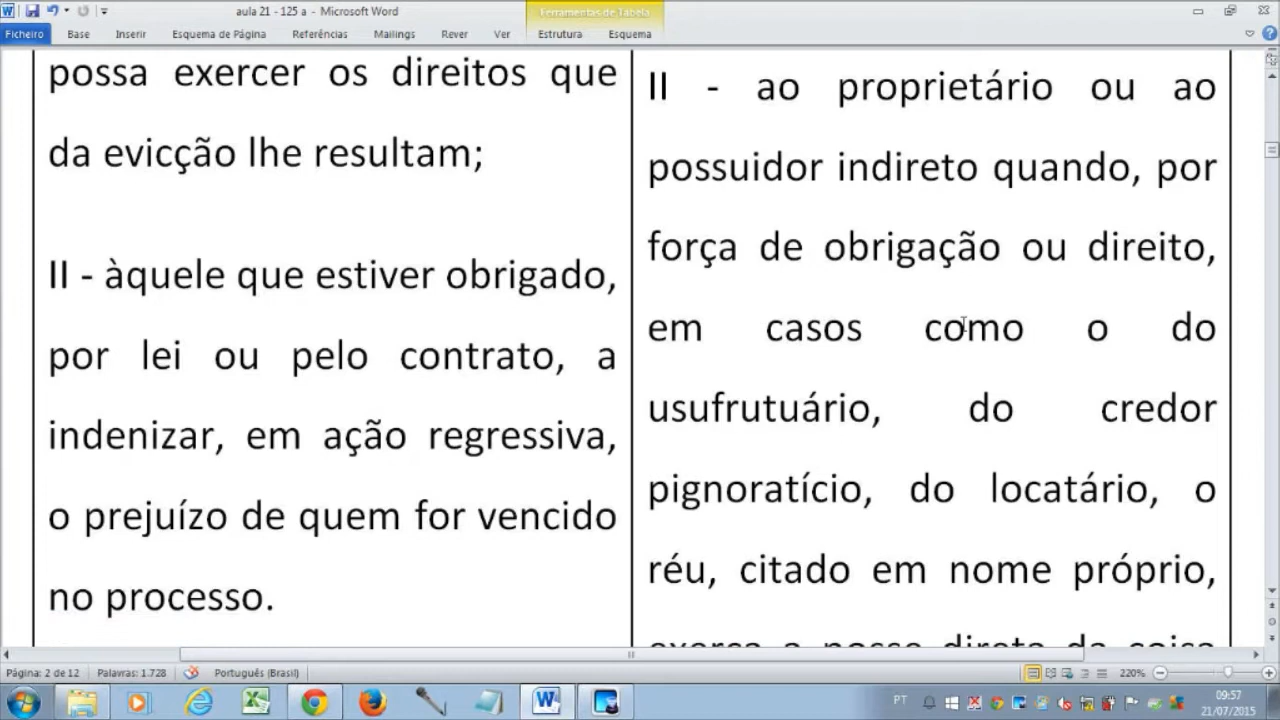 aula 21 - 125 a - Microsoft Word
Ferramentas de Tabela
Ficheiro Base Inserir Esquema de Página Referências Mailings Rever Ver Estrutura Esquema
possa exercer os direitos que
da evicção lhe resultam;
II - àquele que estiver obrigado,
por lei ou pelo contrato, a
indenizar, em ação regressiva,
o prejuízo de quem for vencido
no processo.
II - ao proprietário ou ao
possuidor indireto quando, por
força de obrigação ou direito,
em casos como o do
usufrutuário, do credor
pignoratício, do locatário, o
réu, citado em nome próprio,
exerça a posse direta da coisa
Página: 2 de 12 Palavras: 1.728 Português (Brasil) 220%
PT 09:57
21/07/2015